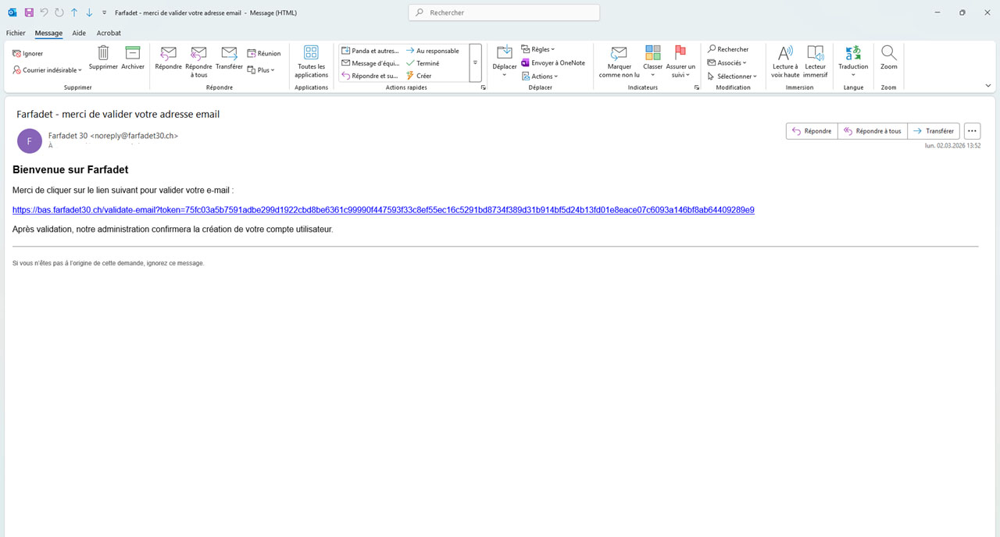 Farfadet - merci de valider votre adresse email - Message (HTML)
Rechercher
Fichier Message Aide Acrobat
Ignorer
Courrier indésirable
Supprimer
Archiver
Supprimer
Répondre
Répondre à tous
Transférer
Réunion
Plus
Répondre
Toutes les applications
Applications
Panda et autres...
Message d'équi...
Répondre et su...
Au responsable
Terminé
Créer
Actions rapides
Déplacer
Règles
Envoyer à OneNote
Actions
Déplacer
Marquer comme non lu
Classer
Assurer un suivi
Indicateurs
Rechercher
Associés
Sélectionner
Modification
Lecture à voix haute
Lecteur immersif
Immersion
Traduction
Langue
Zoom
Zoom
Farfadet - merci de valider votre adresse email
F
Farfadet 30 <noreply@farfadet30.ch>
À
Répondre Répondre à tous Transférer
lun. 02.03.2026 13:52
Bienvenue sur Farfadet
Merci de cliquer sur le lien suivant pour valider votre e-mail :
https://bas.farfadet30.ch/validate-email?token=75fc03a5b7591adbe299d1922cbd8be6361c99990f447593f33c8ef55ec16c5291bd8734f389d31b914bf5d24b13fd01e8eace07c6093a146bf8ab64409289e9
Après validation, notre administration confirmera la création de votre compte utilisateur.
Si vous n'êtes pas à l'origine de cette demande, ignorez ce message.